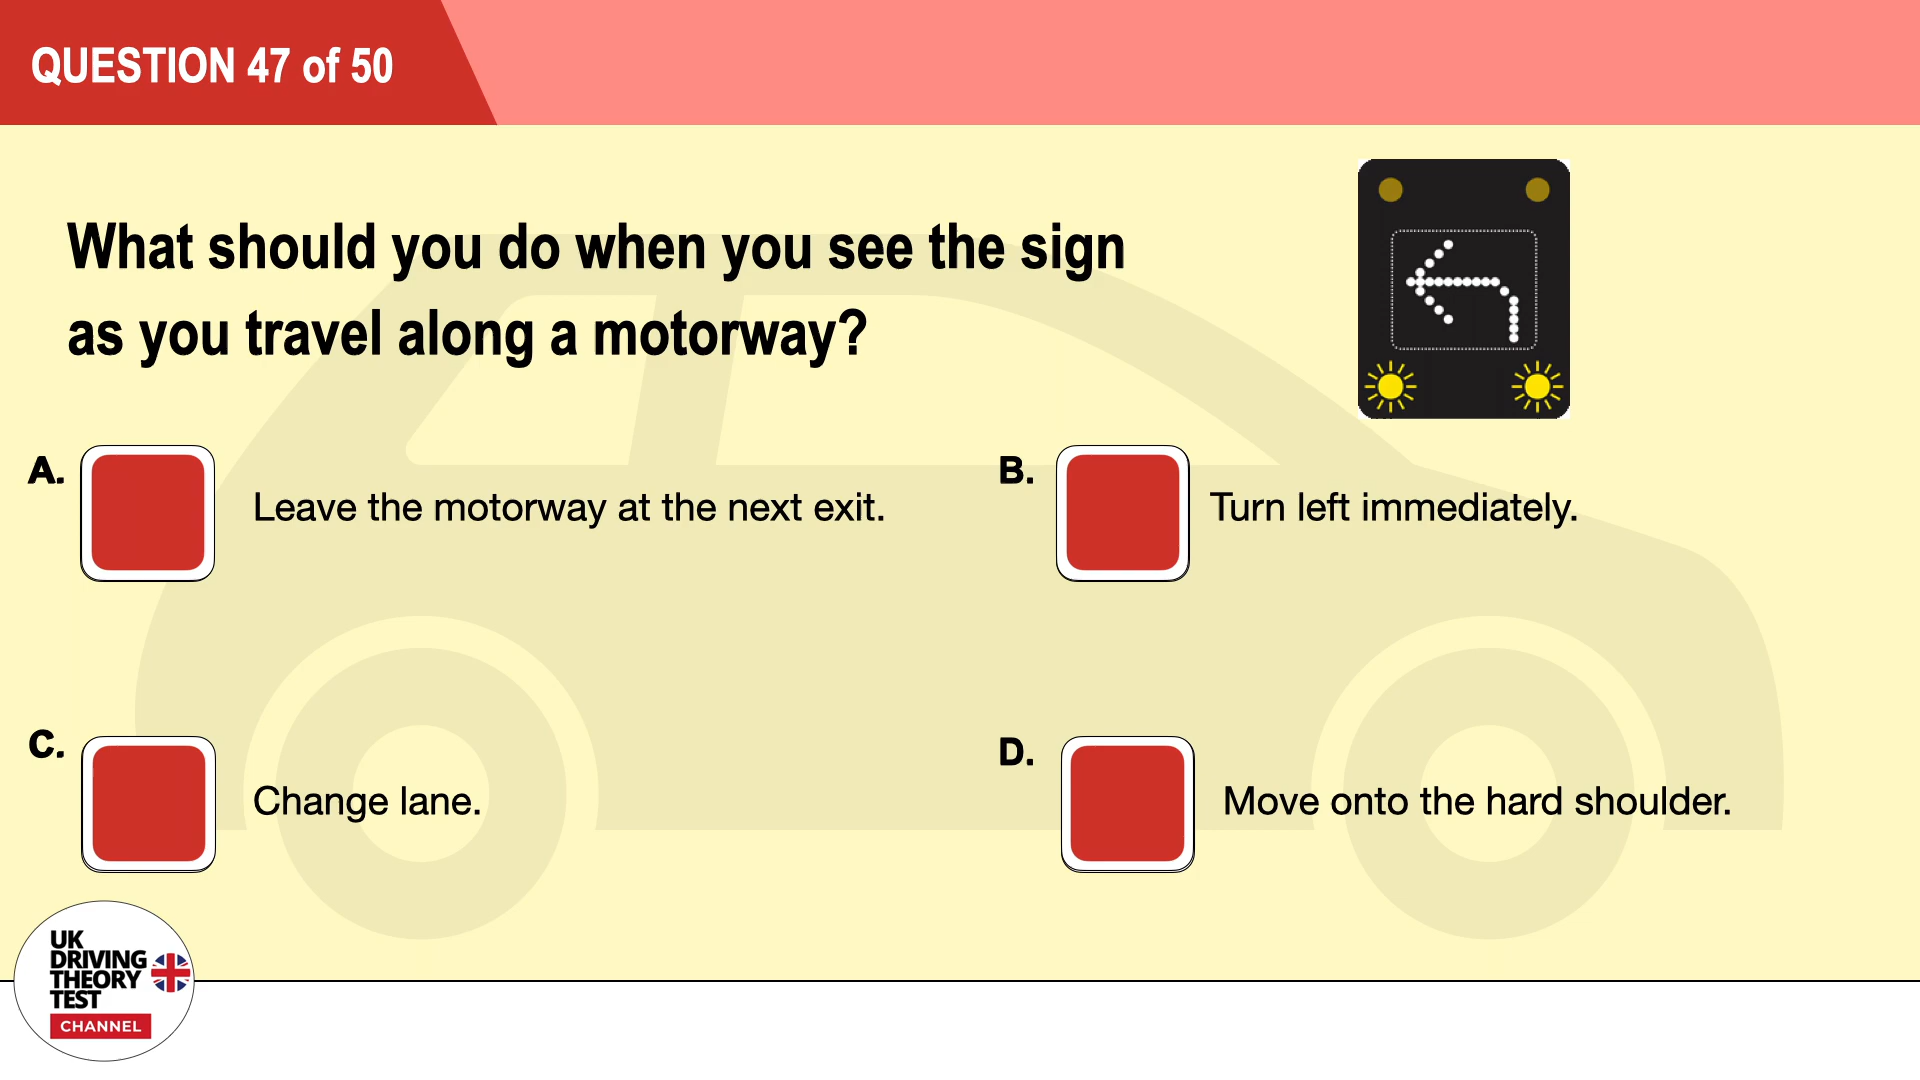 QUESTION 47 of 50
What should you do when you see the sign
as you travel along a motorway?
A.
Leave the motorway at the next exit.
B.
Turn left immediately.
C.
Change lane.
D.
Move onto the hard shoulder.
UK
DRIVING
THEORY
TEST
CHANNEL